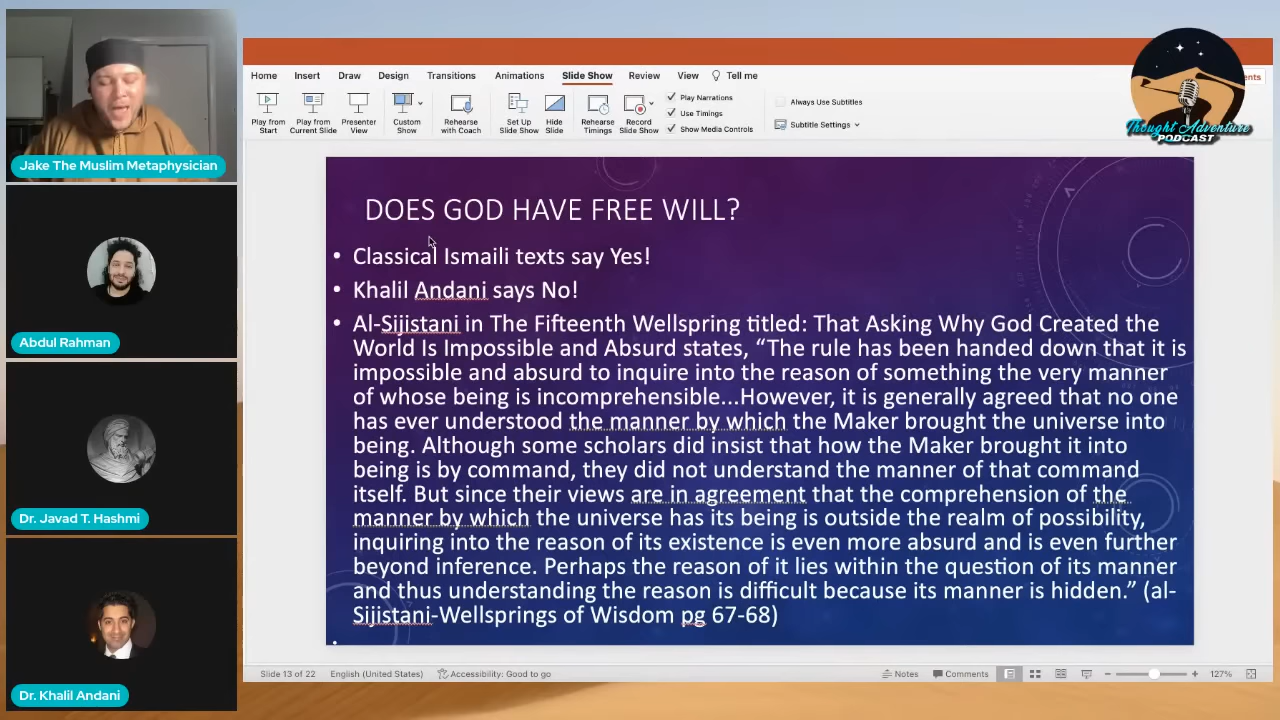 Home Insert Draw Design Transitions Animations Slide Show Review View Tell me
Play from Start
Play from Current Slide
Presenter View
Custom Show
Rehearse with Coach
Set Up Slide Show
Hide Slide
Rehearse Timings
Record Slide Show
Play Narrations
Use Timings
Show Media Controls
Always Use Subtitles
Subtitle Settings
Thought Adventure
PODCAST
Jake The Muslim Metaphysician
Abdul Rahman
Dr. Javad T. Hashmi
Dr. Khalil Andani
DOES GOD HAVE FREE WILL?
• Classical Ismaili texts say Yes!
• Khalil Andani says No!
• Al-Sijistani in The Fifteenth Wellspring titled: That Asking Why God Created the
World Is Impossible and Absurd states, “The rule has been handed down that it is
impossible and absurd to inquire into the reason of something the very manner
of whose being is incomprehensible...However, it is generally agreed that no one
has ever understood the manner by which the Maker brought the universe into
being. Although some scholars did insist that how the Maker brought it into
being is by command, they did not understand the manner of that command
itself. But since their views are in agreement that the comprehension of the
manner by which the universe has its being is outside the realm of possibility,
inquiring into the reason of its existence is even more absurd and is even further
beyond inference. Perhaps the reason of it lies within the question of its manner
and thus understanding the reason is difficult because its manner is hidden.” (al-
Sijistani-Wellsprings of Wisdom pg 67-68)
Slide 13 of 22 English (United States) Accessibility: Good to go Notes Comments 127%